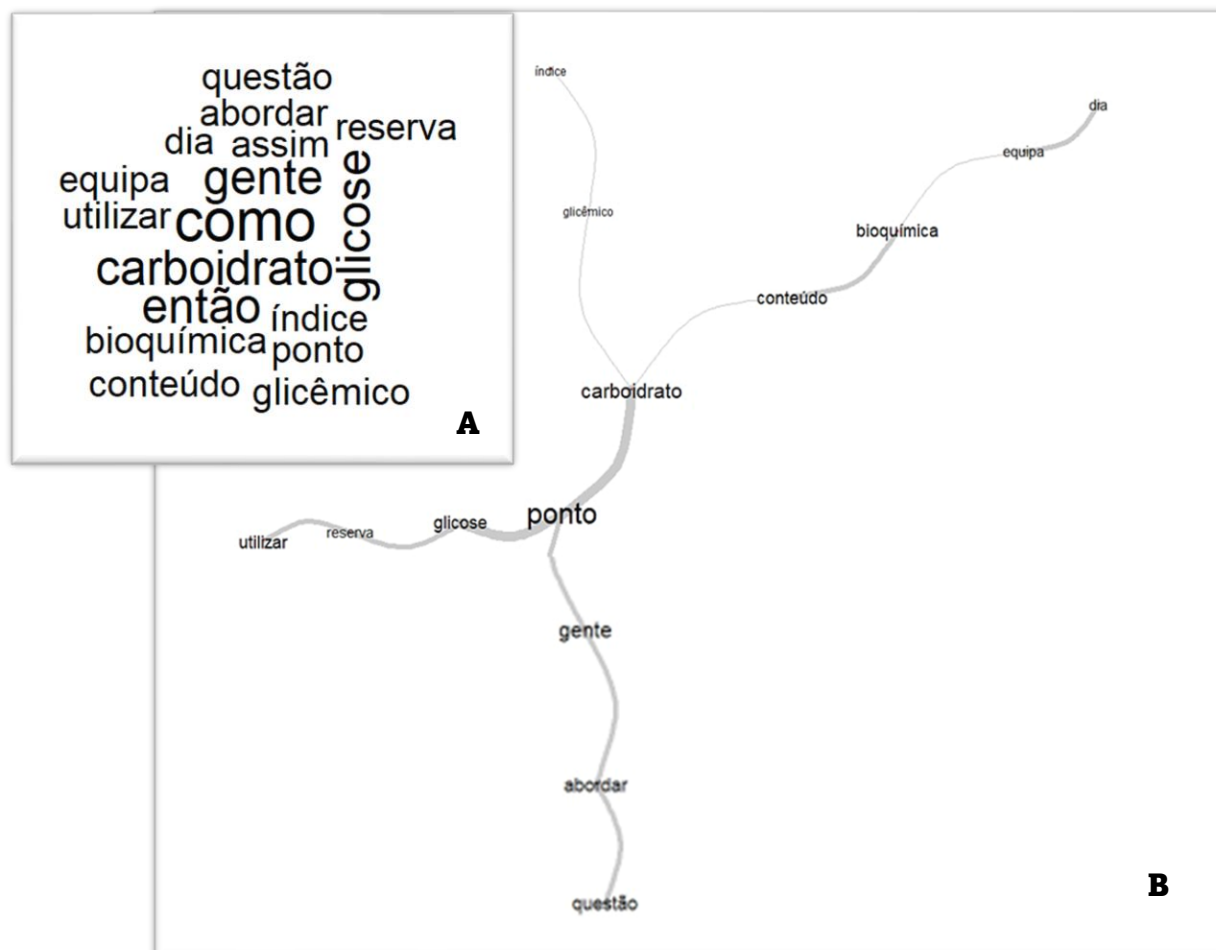 questão
abordar
reserva
dia assim
equipa gente
glicose
utilizar como
carboidrato
então
índice
bioquímica ponto
conteúdo glicêmico
A
índice
dia
equipa
glicêmico
bioquímica
conteúdo
carboidrato
ponto
glicose
reserva
utilizar
gente
abordar
questão
B